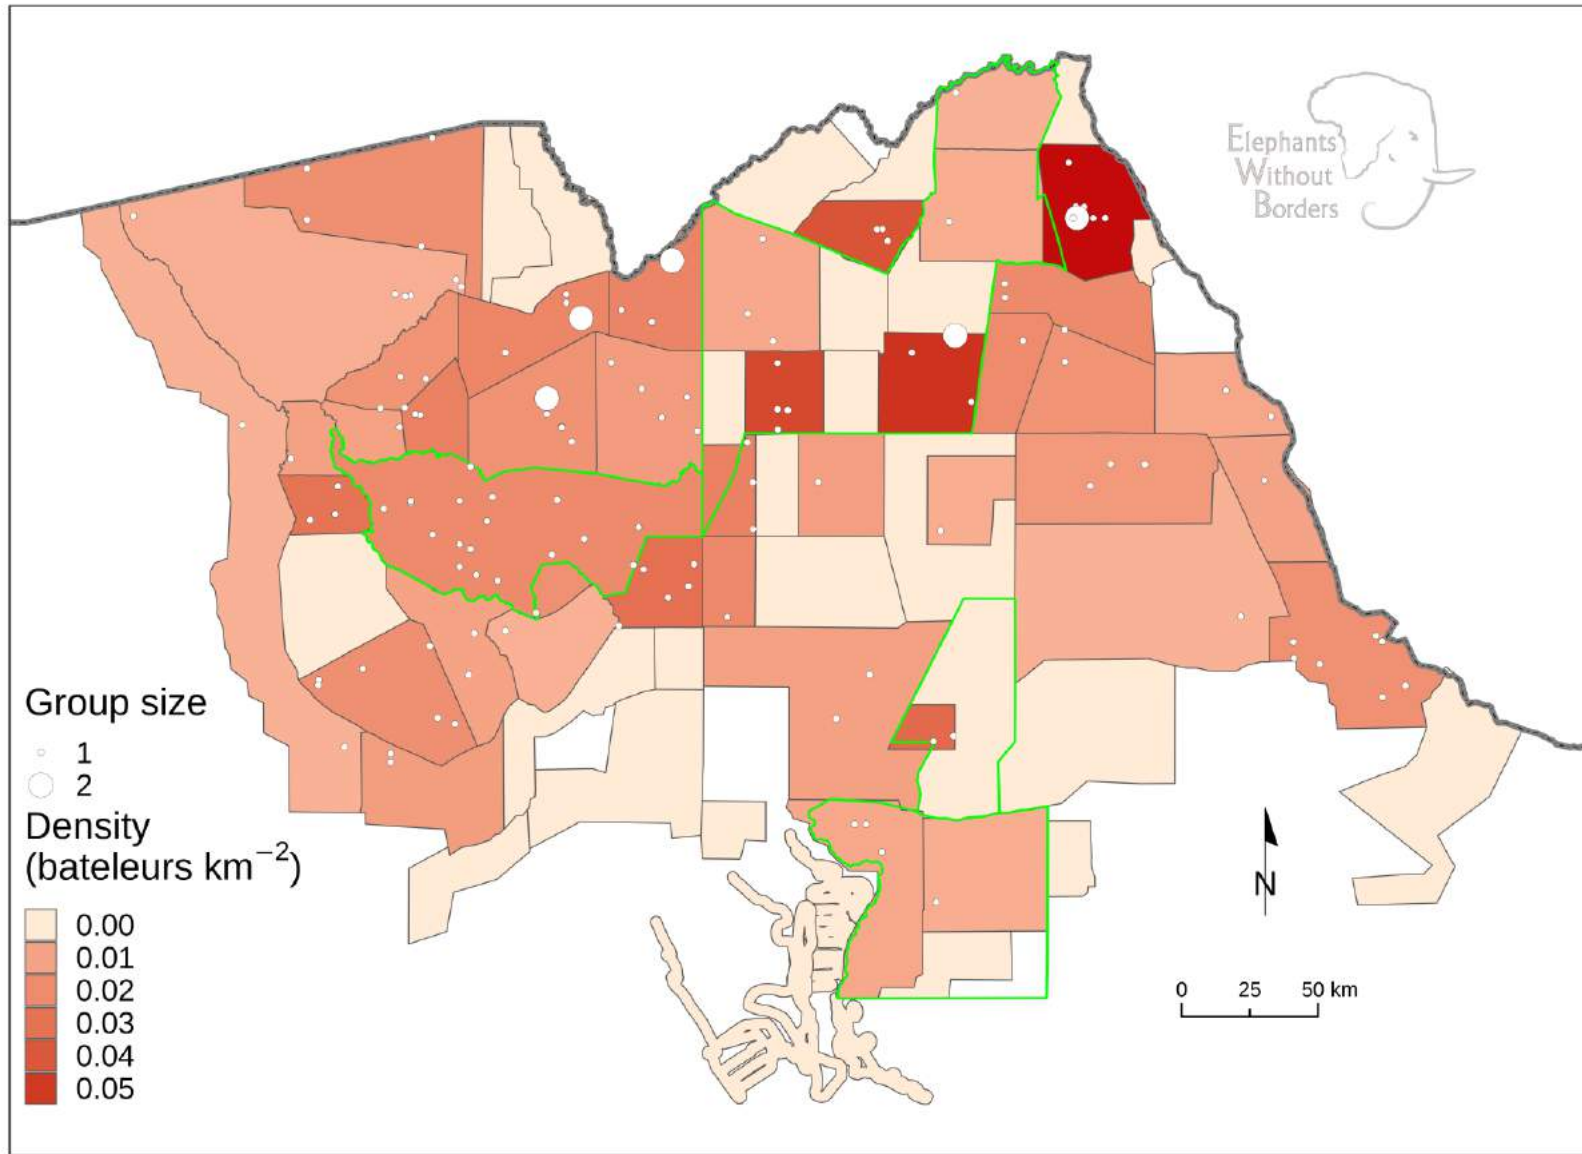 Elephants
Without
Borders
Group size
1
2
Density
(bateleurs km⁻²)
0.00
0.01
0.02
0.03
0.04
0.05
N
0 25 50 km